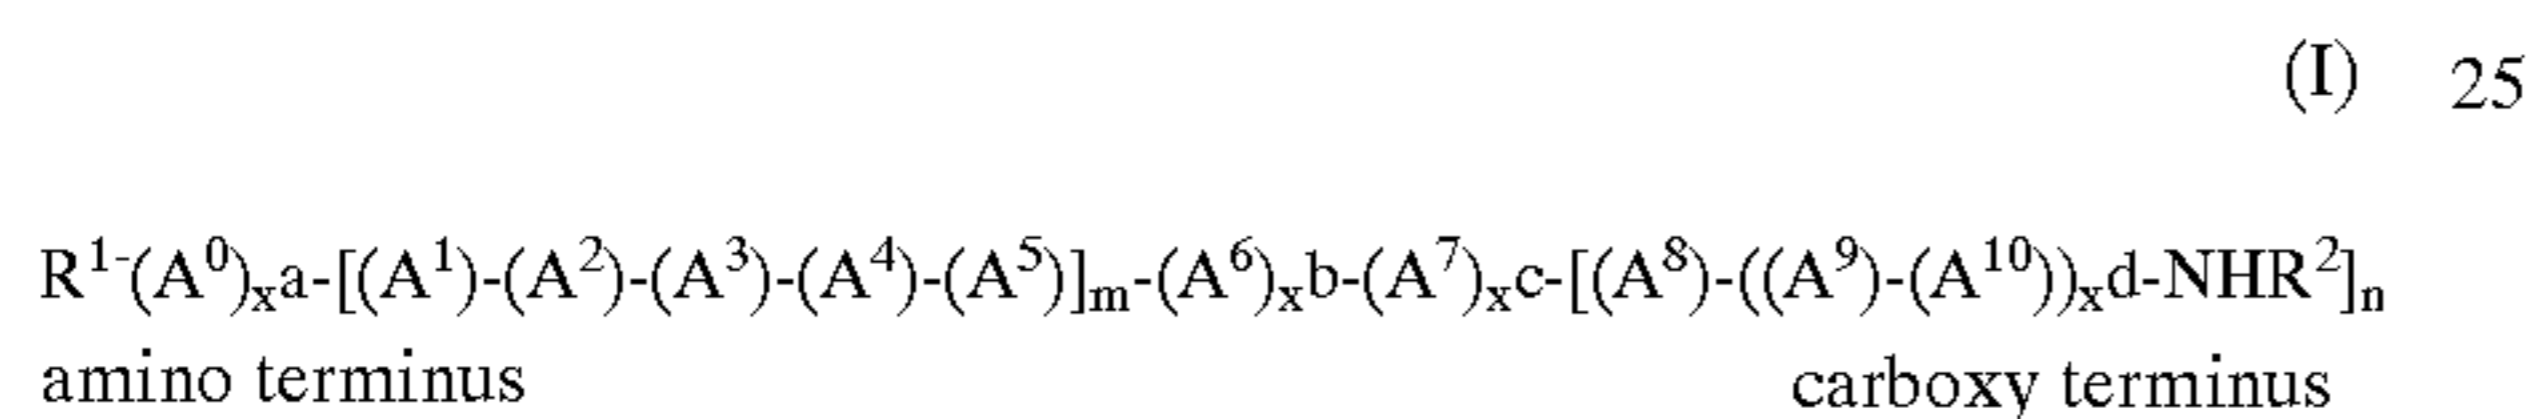 (I) 25
R¹⁻(A⁰)ₓa-[(A¹)-(A²)-(A³)-(A⁴)-(A⁵)]ₘ-(A⁶)ₓb-(A⁷)ₓc-[(A⁸)-((A⁹)-(A¹⁰))ₓd-NHR²]ₙ
amino terminus carboxy terminus